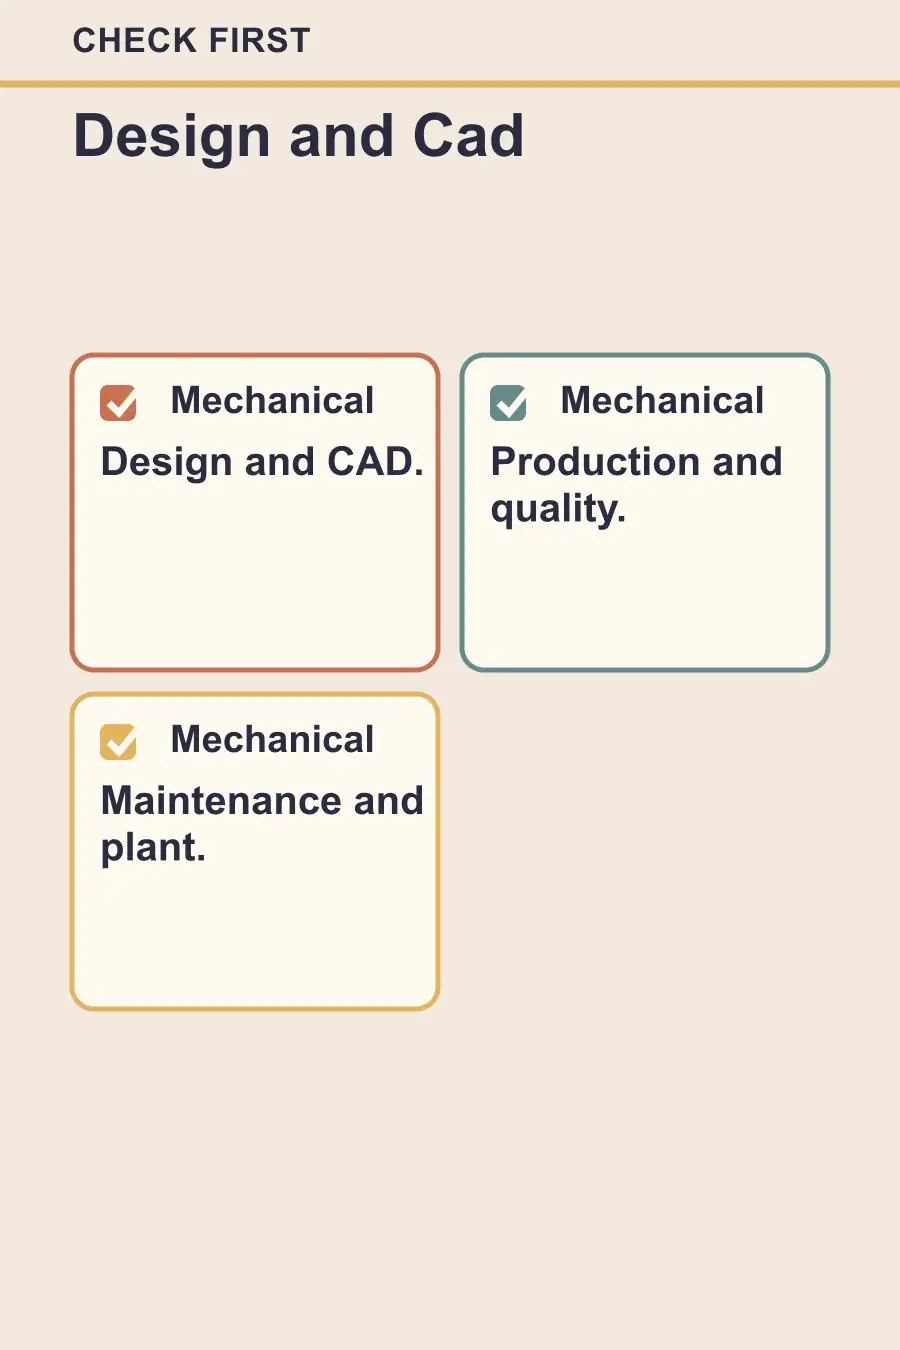 CHECK FIRST
Design and Cad
Mechanical
Design and CAD.
Mechanical
Production and
quality.
Mechanical
Maintenance and
plant.